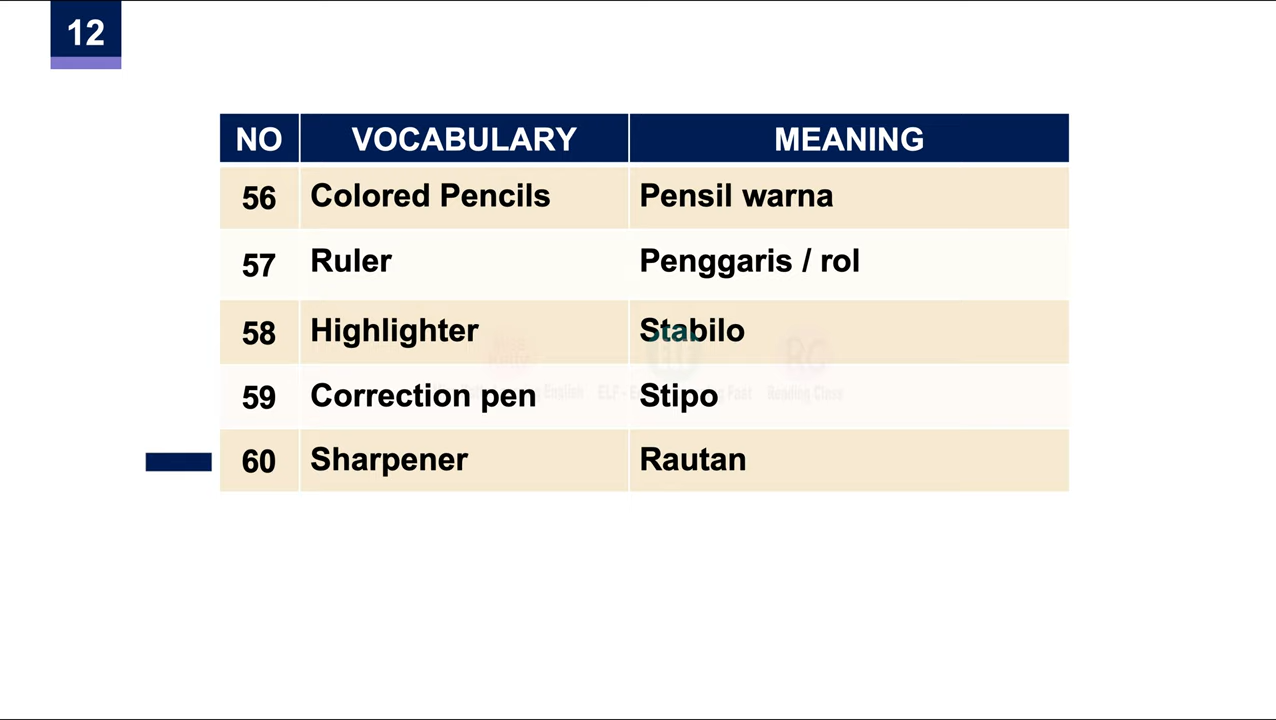 12
NO VOCABULARY MEANING
56 Colored Pencils Pensil warna
57 Ruler Penggaris / rol
58 Highlighter Stabilo
59 Correction pen Stipo
60 Sharpener Rautan